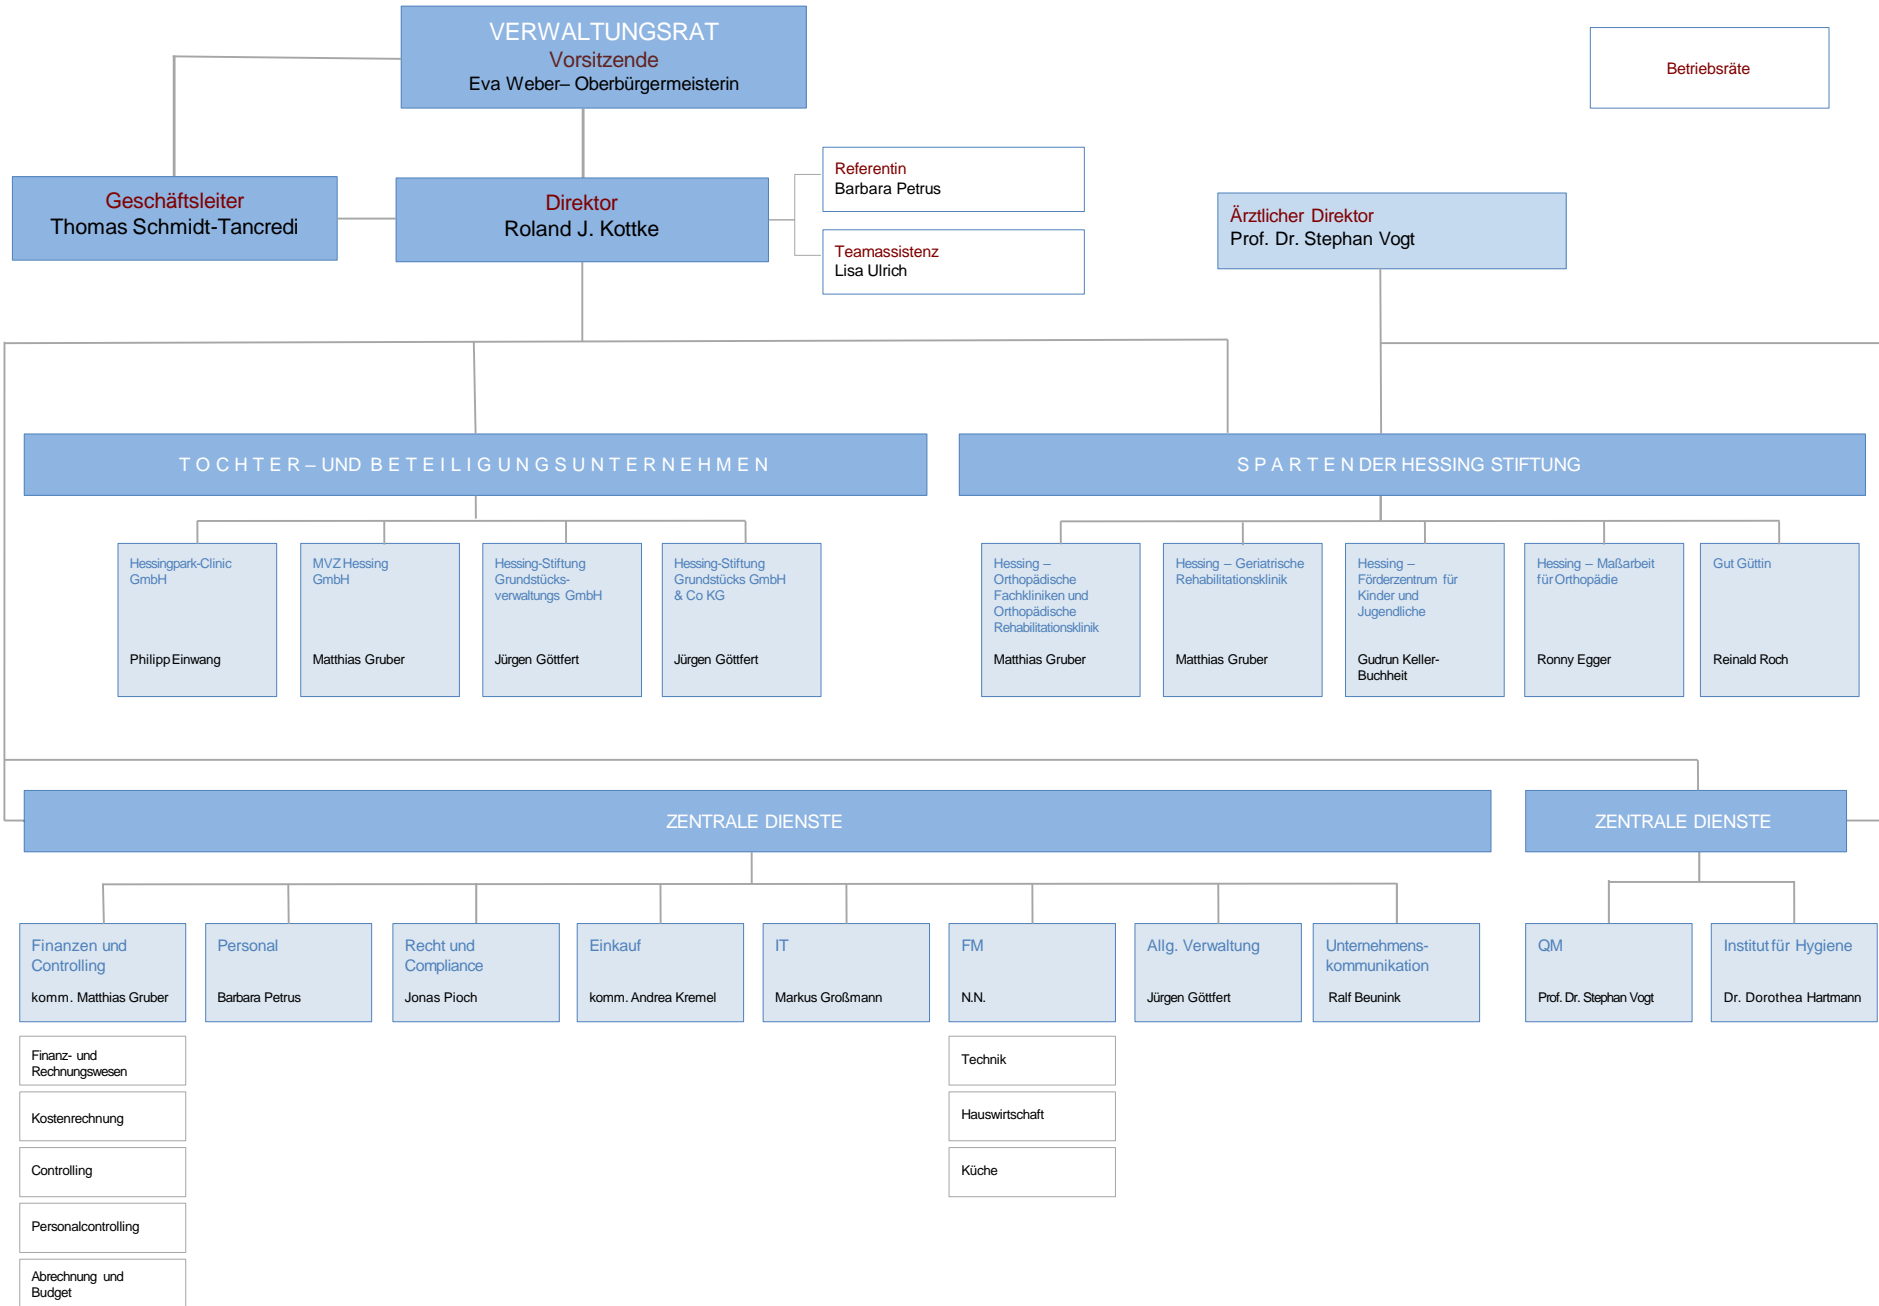 VERWALTUNGSRAT
Vorsitzende
Eva Weber– Oberbürgermeisterin
Betriebsräte
Geschäftsleiter
Thomas Schmidt-Tancredi
Direktor
Roland J. Kottke
Referentin
Barbara Petrus
Teamassistenz
Lisa Ulrich
Ärztlicher Direktor
Prof. Dr. Stephan Vogt
T O C H T E R – UND B E T E I L I G U N G S U N T E R N E H M E N
S P A R T E N DER HESSING STIFTUNG
Hessingpark-Clinic
GmbH
Philipp Einwang
MVZ Hessing
GmbH
Matthias Gruber
Hessing-Stiftung
Grundstücks-
verwaltungs GmbH
Jürgen Göttfert
Hessing-Stiftung
Grundstücks GmbH
& Co KG
Jürgen Göttfert
Hessing –
Orthopädische
Fachkliniken und
Orthopädische
Rehabilitationsklinik
Matthias Gruber
Hessing – Geriatrische
Rehabilitationsklinik
Matthias Gruber
Hessing –
Förderzentrum für
Kinder und
Jugendliche
Gudrun Keller-
Buchheit
Hessing – Maßarbeit
für Orthopädie
Ronny Egger
Gut Güttin
Reinald Roch
ZENTRALE DIENSTE
ZENTRALE DIENSTE
Finanzen und
Controlling
komm. Matthias Gruber
Personal
Barbara Petrus
Recht und
Compliance
Jonas Pioch
Einkauf
komm. Andrea Kremel
IT
Markus Großmann
FM
N.N.
Allg. Verwaltung
Jürgen Göttfert
Unternehmens-
kommunikation
Ralf Beunink
QM
Prof. Dr. Stephan Vogt
Institut für Hygiene
Dr. Dorothea Hartmann
Finanz- und
Rechnungswesen
Kostenrechnung
Controlling
Personalcontrolling
Abrechnung und
Budget
Technik
Hauswirtschaft
Küche